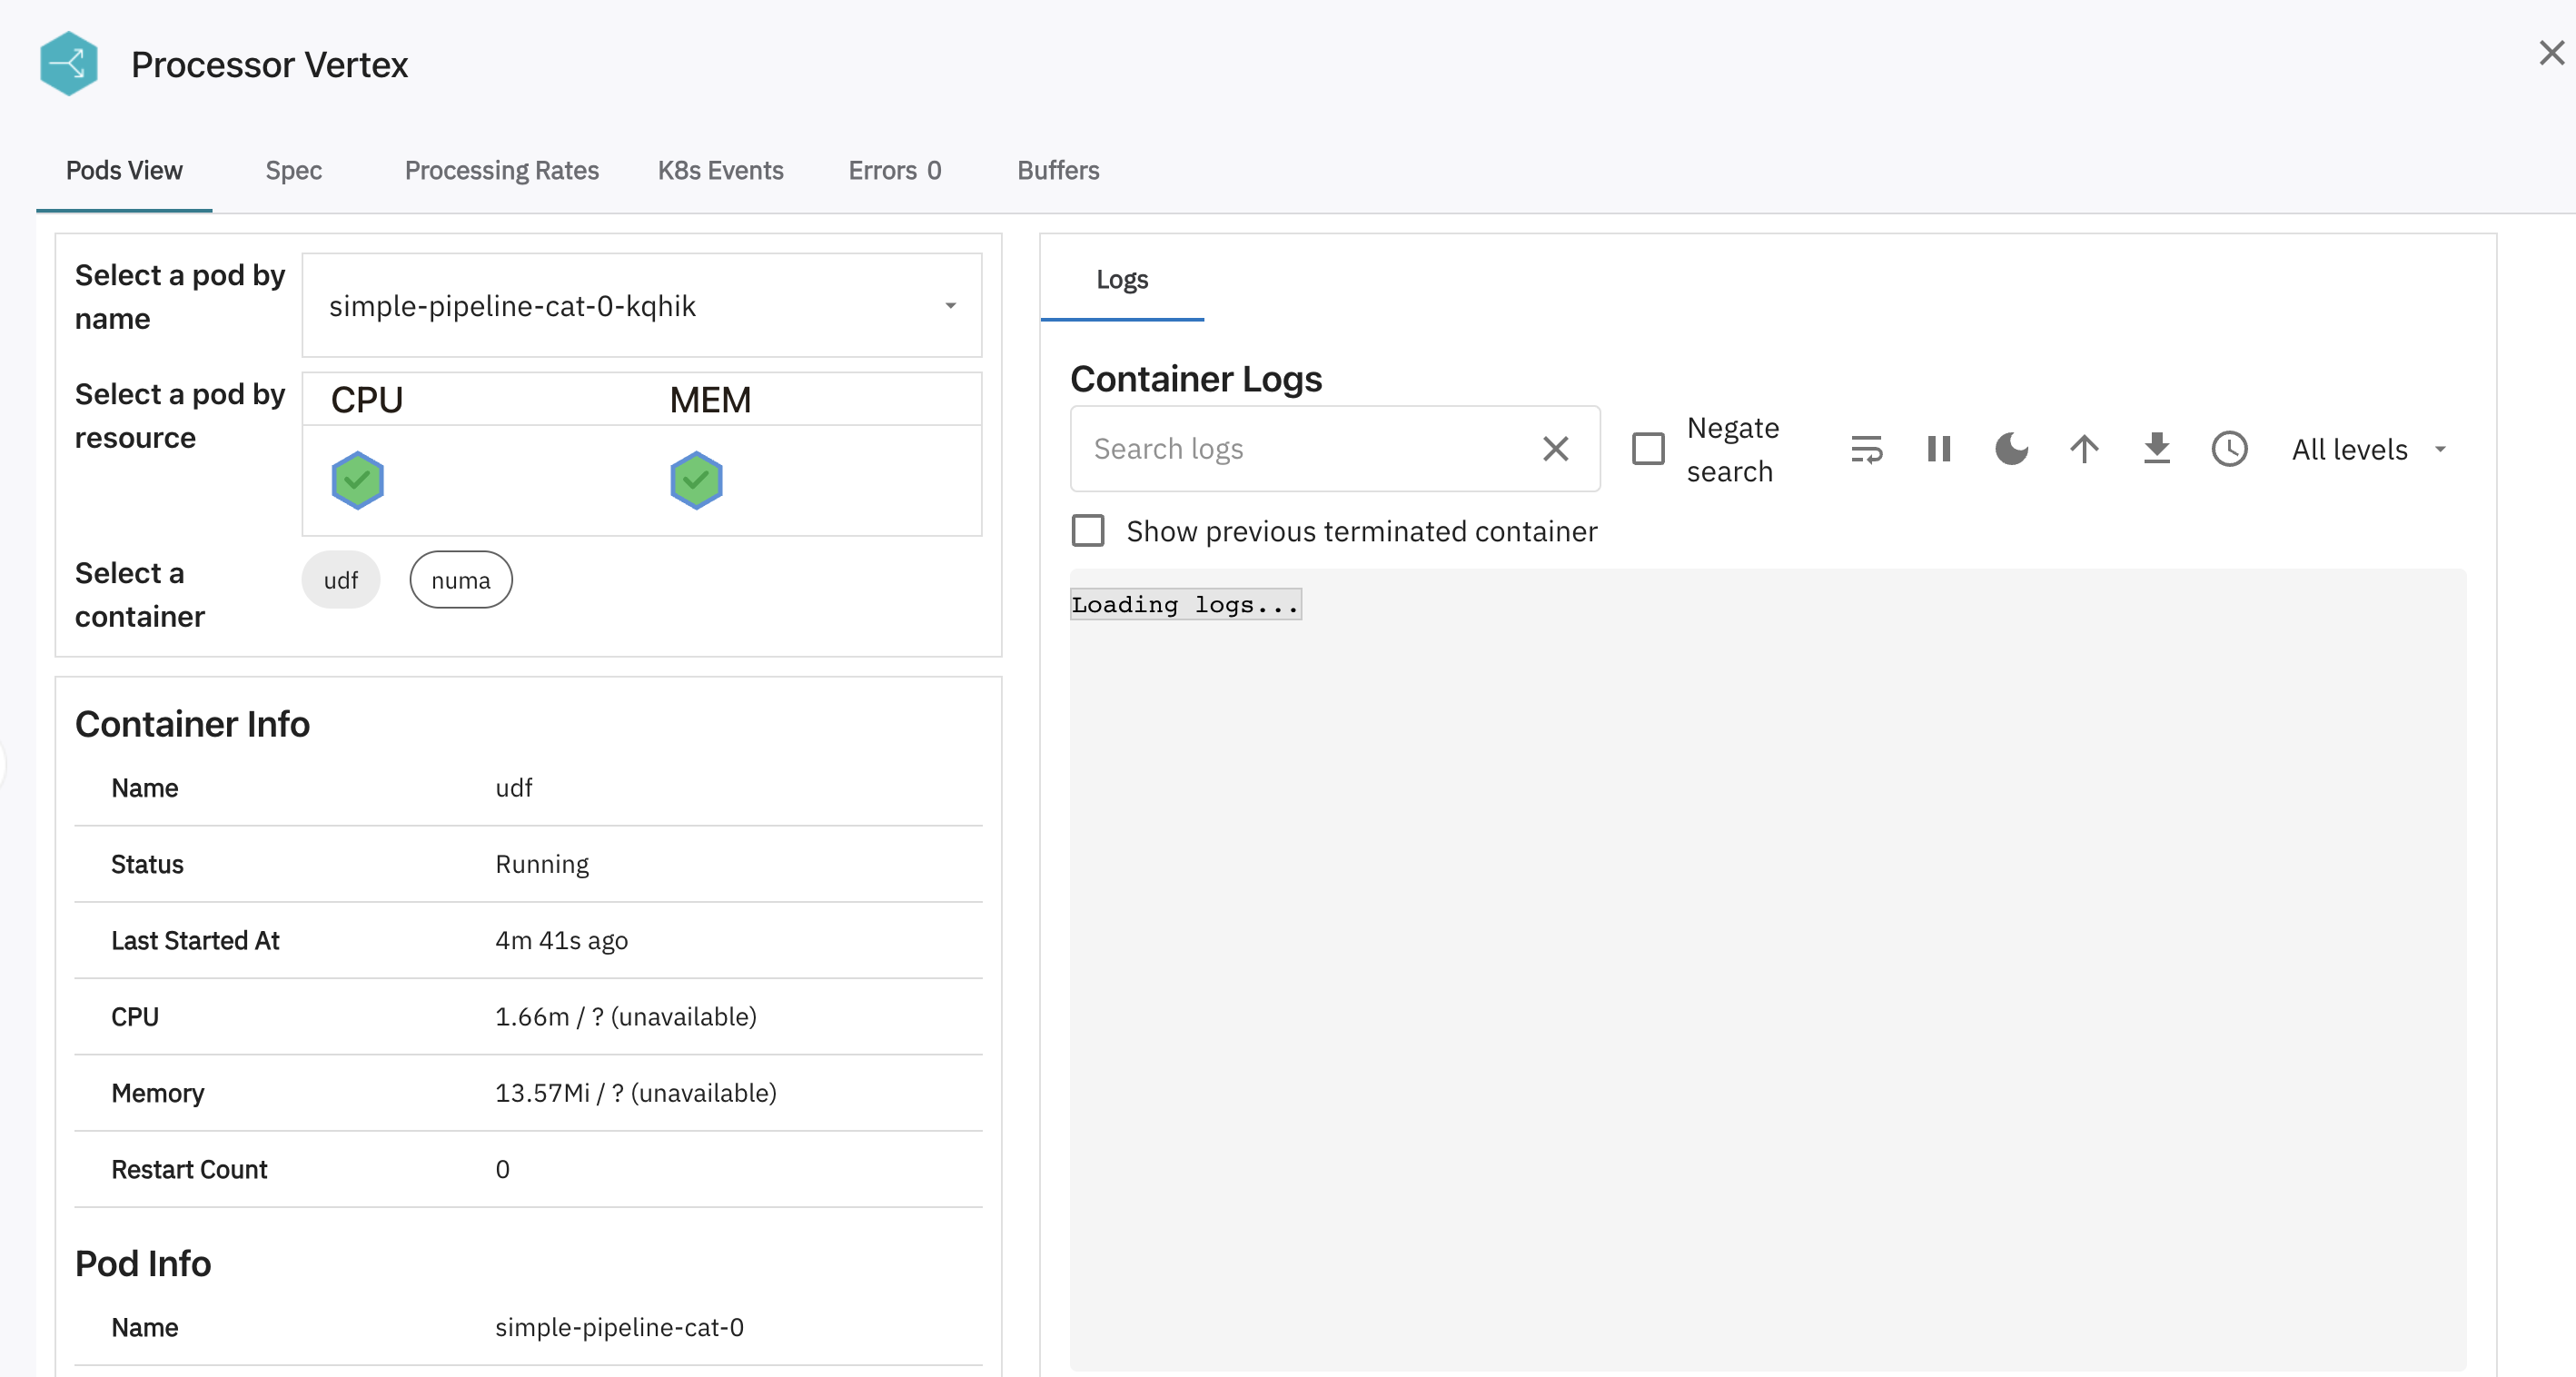 Processor Vertex
Pods View
Spec
Processing Rates
K8s Events
Errors 0
Buffers
Select a pod by
name
simple-pipeline-cat-0-kqhik
Select a pod by
resource
CPU
MEM
Select a
container
udf
numa
Container Info
Name
udf
Status
Running
Last Started At
4m 41s ago
CPU
1.66m / ? (unavailable)
Memory
13.57Mi / ? (unavailable)
Restart Count
0
Pod Info
Name
simple-pipeline-cat-0
Logs
Container Logs
Search logs
Negate
search
All levels
Show previous terminated container
Loading logs...